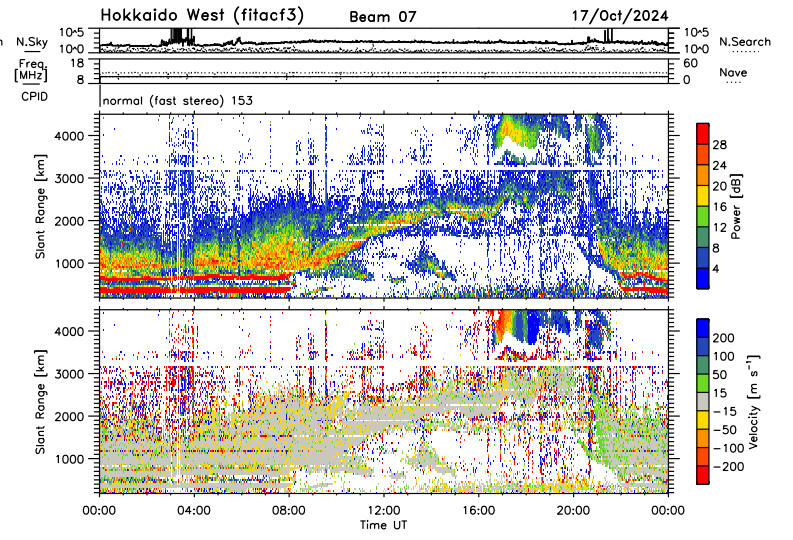 Hokkaido West (fitacf3) Beam 07 17/Oct/2024
n N.Sky 10^5 10^0 10^5 10^0 N.Search
Freq. [MHz] 18 8 60 0 Nave
CPID normal (fast stereo) 153
Slant Range [km] 4000 3000 2000 1000
28 24 20 16 12 8 4 Power [dB]
Slant Range [km] 4000 3000 2000 1000
200 100 50 15 −15 −50 −100 −200 Velocity [m s⁻¹]
00:00 04:00 08:00 12:00 16:00 20:00 00:00
Time UT